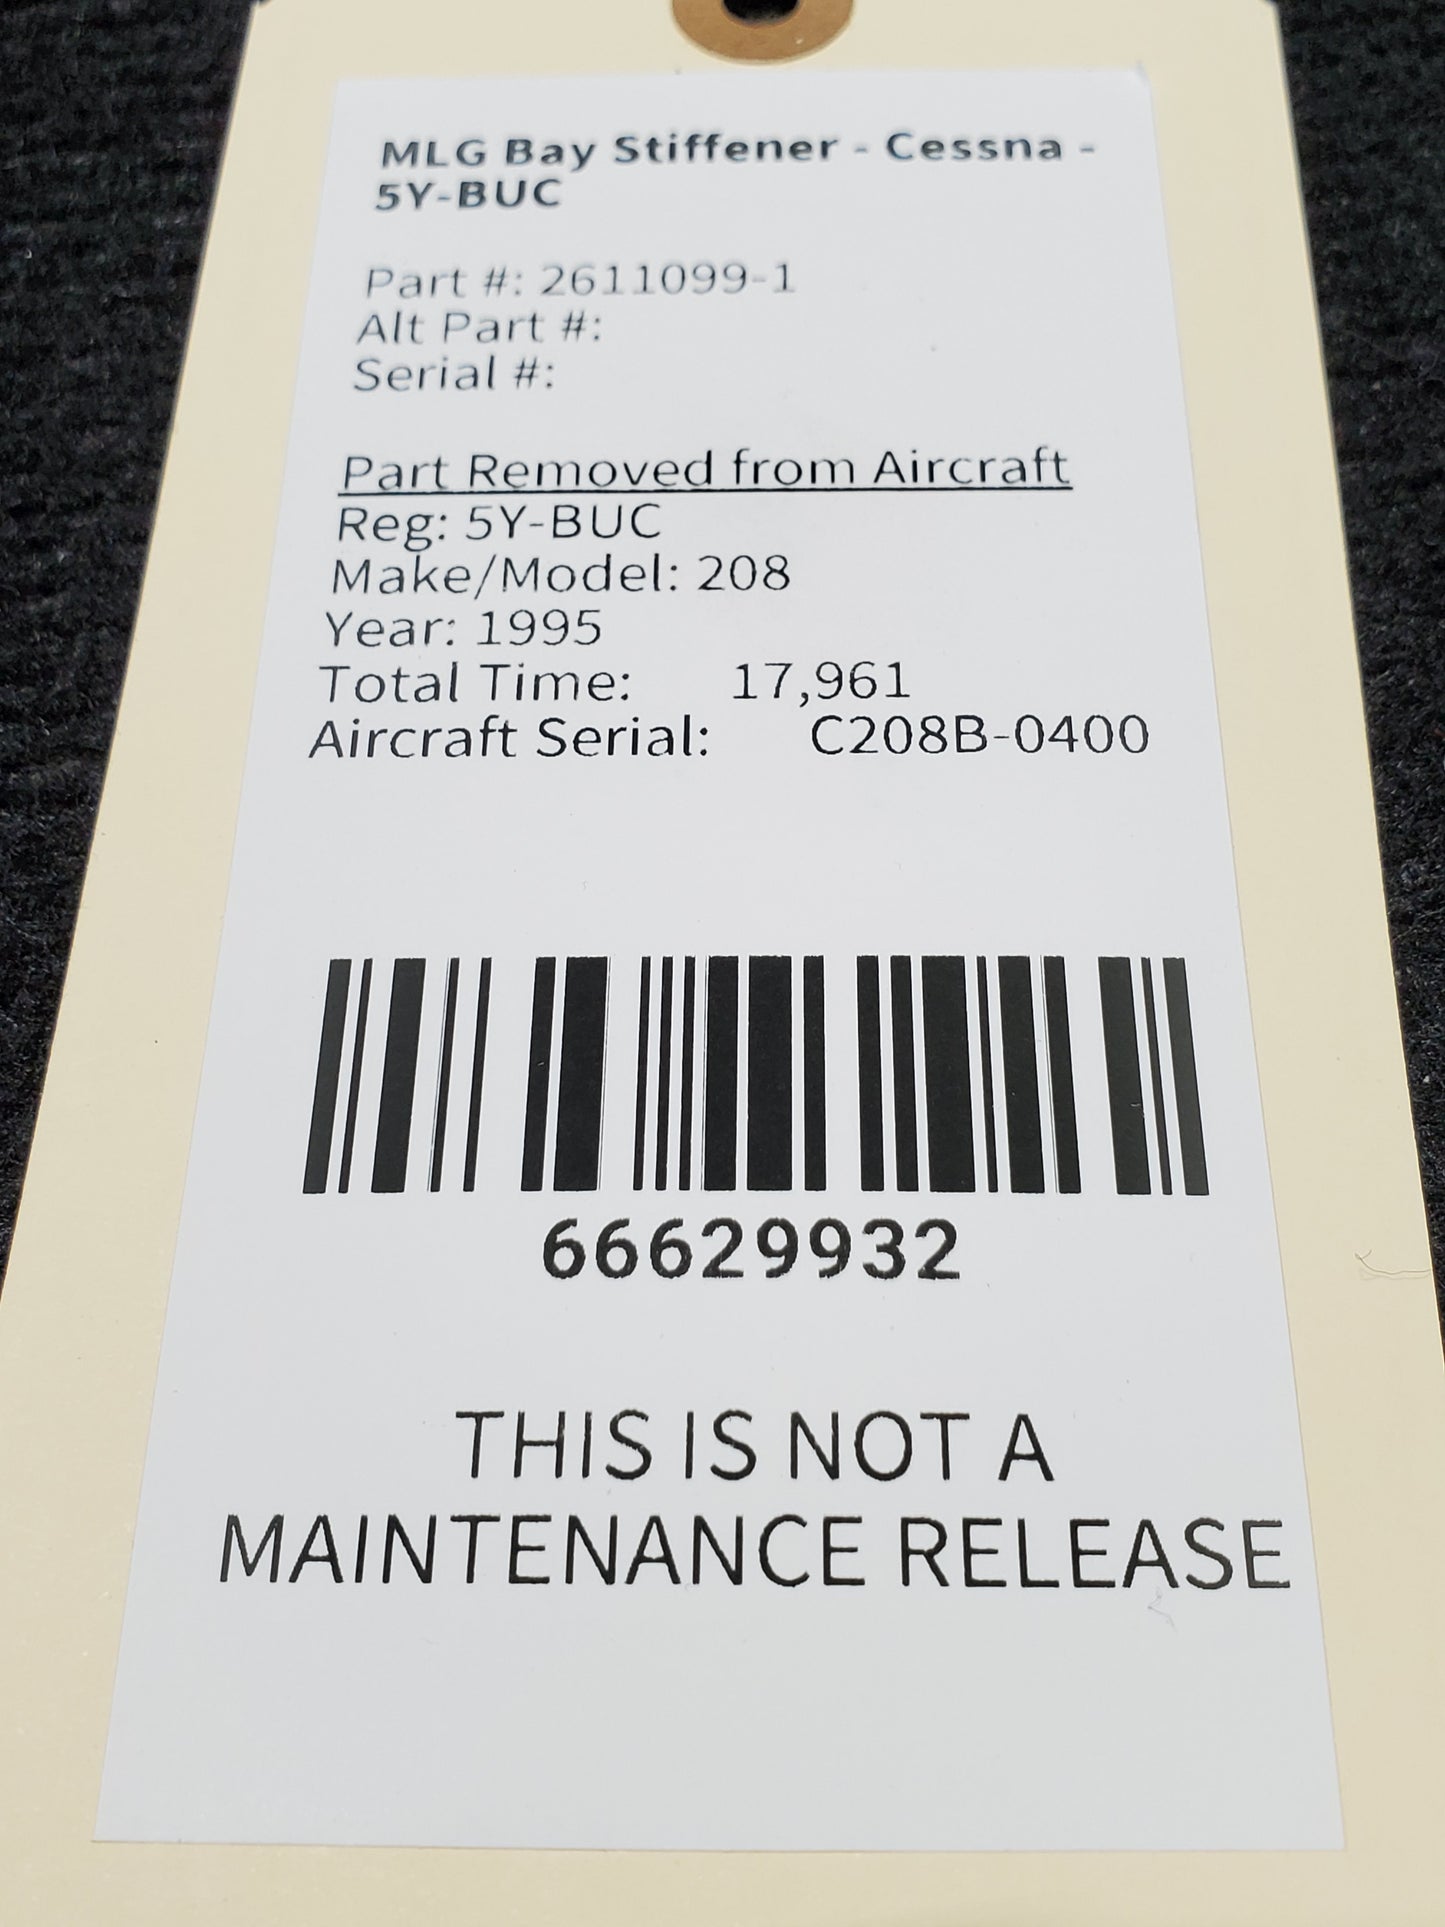 MLG Bay Stiffener - Cessna -
5Y-BUC
Part #: 2611099-1
Alt Part #:
Serial #:
Part Removed from Aircraft
Reg: 5Y-BUC
Make/Model: 208
Year: 1995
Total Time: 17,961
Aircraft Serial: C208B-0400
66629932
THIS IS NOT A
MAINTENANCE RELEASE